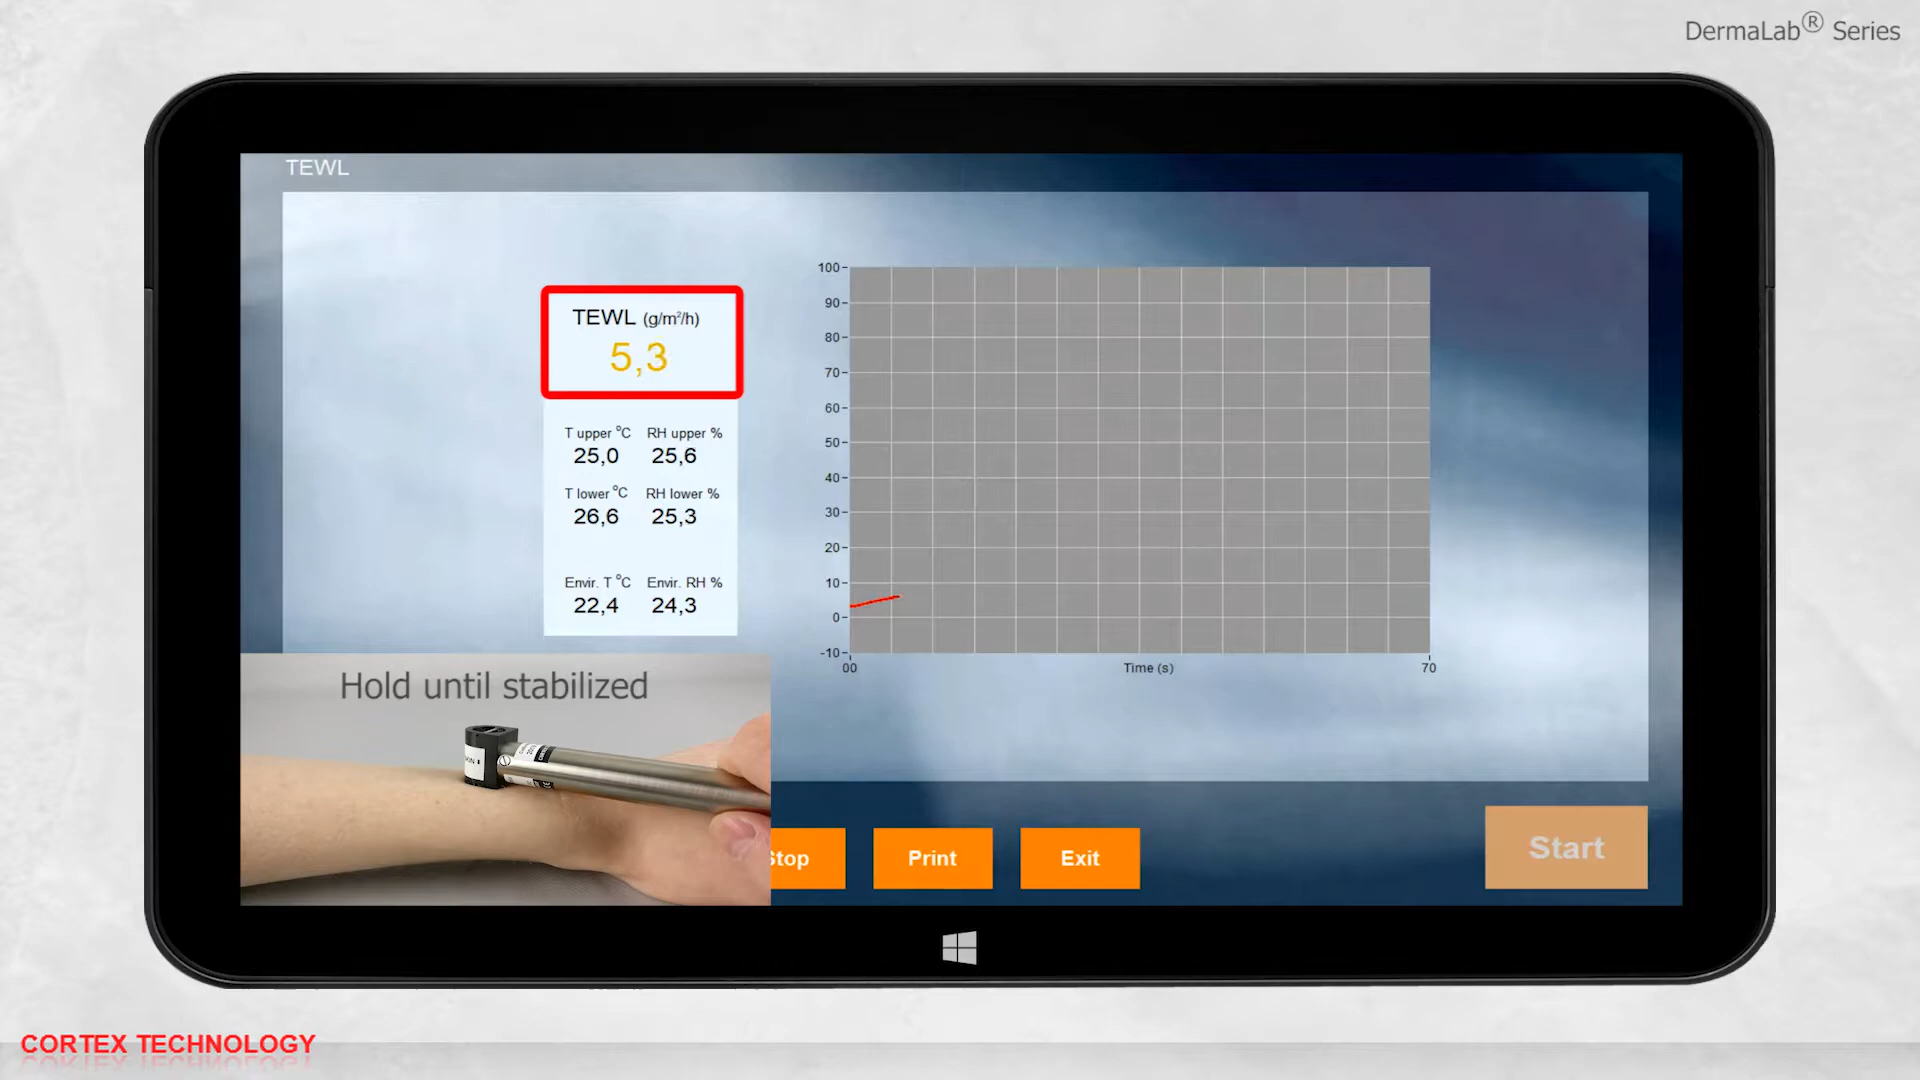 DermaLab® Series
TEWL
TEWL (g/m²/h)
5,3
T upper °C RH upper %
25,0 25,6
T lower °C RH lower %
26,6 25,3
Envir. T °C Envir. RH %
22,4 24,3
100
90
80
70
60
50
40
30
20
10
0
-10
00 Time (s) 70
Hold until stabilized
Stop Print Exit Start
CORTEX TECHNOLOGY